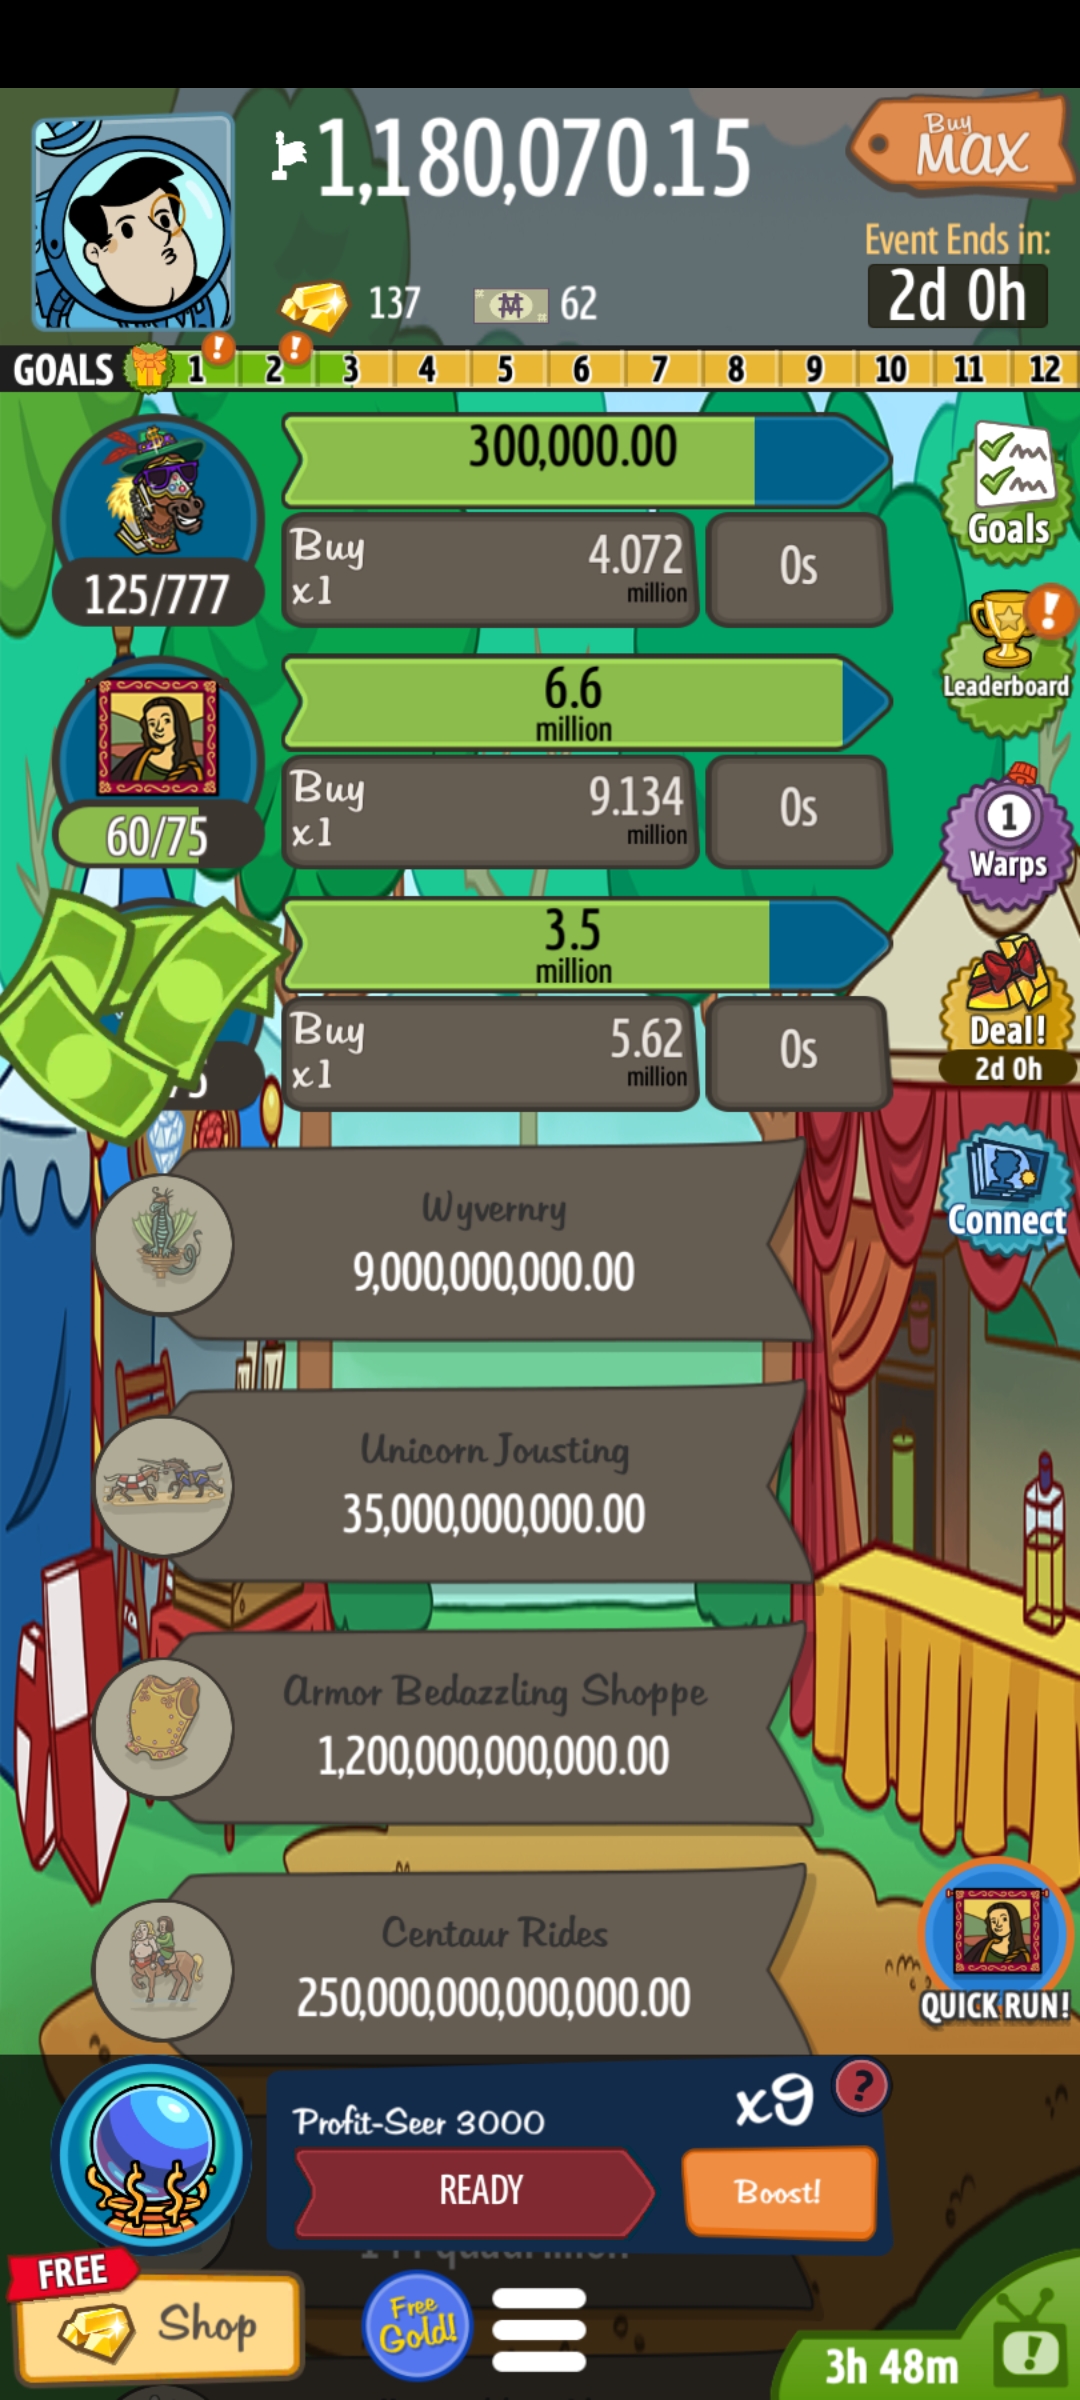 1,180,070.15
Buy
MAX
Event Ends in:
2d 0h
137
62
GOALS 1 2 3 4 5 6 7 8 9 10 11 12
!
!
300,000.00
Buy
x1
4.072
million
0s
125/777
Goals
6.6
million
Buy
x1
9.134
million
0s
60/75
!
Leaderboard
1
Warps
3.5
million
Buy
x1
5.62
million
0s
Deal!
2d 0h
Connect
Wyvernry
9,000,000,000.00
Unicorn Jousting
35,000,000,000.00
Armor Bedazzling Shoppe
1,200,000,000,000.00
Centaur Rides
250,000,000,000,000.00
QUICK RUN!
Profit-Seer 3000
x9
?
READY
Boost!
FREE
Shop
Free
Gold!
3h 48m
!